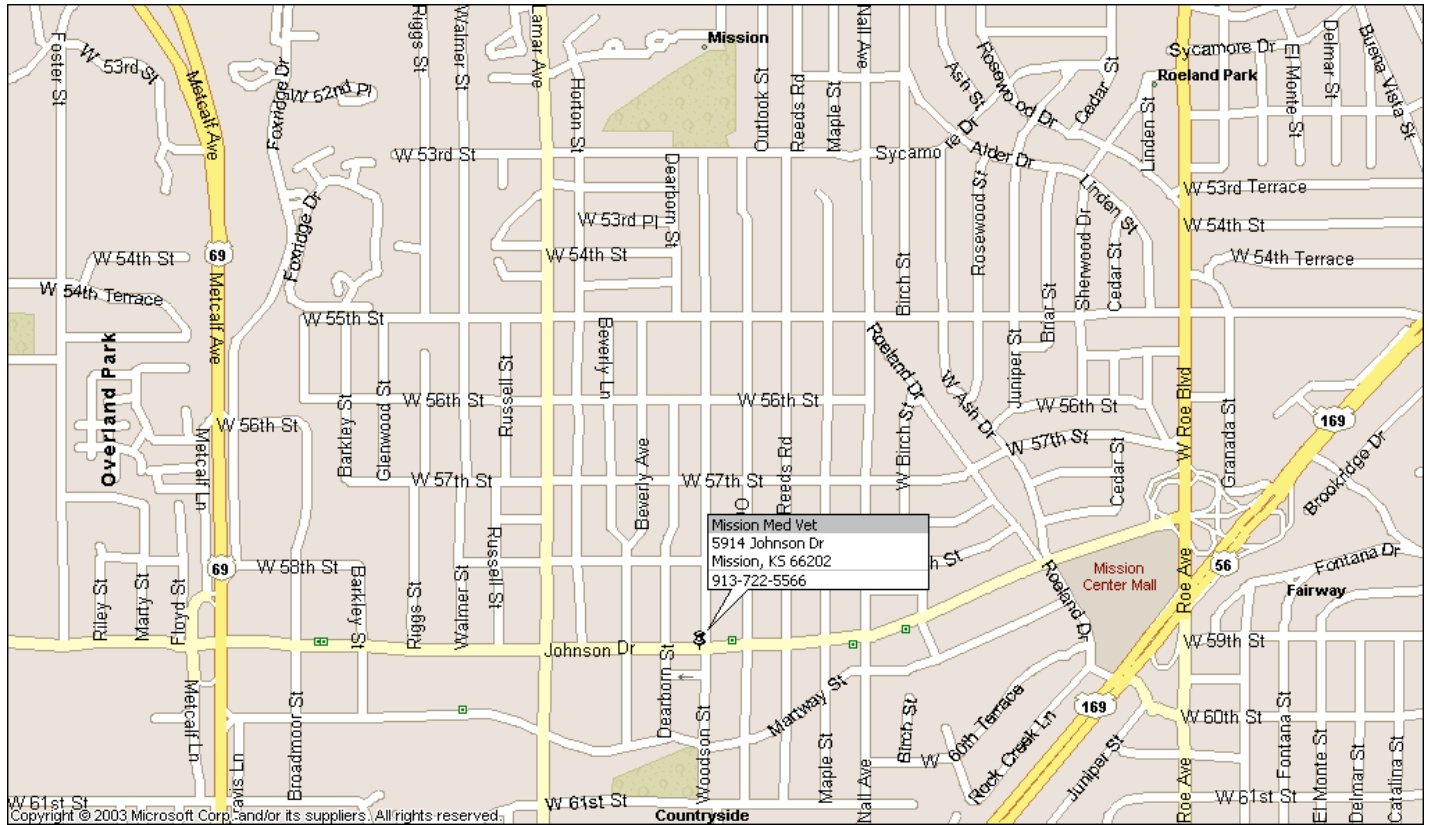 Foster St
W 53rd St
Metcalf Ave
Foxridge Dr
W 52nd Pl
Riggs St
Walmer St
Lamar Ave
Horton St
Mission
Outlook St
Reeds Rd
Maple St
Nall Ave
Ash St
Rosewo od Dr
Cedar St
Sycamore Dr
Roeland Park
Linden St
El Monte St
Delmar St
Buena Vista St
W 53rd St
Dearborn St
Sycamo
re Dr
Alder Dr
Linden St
W 53rd Terrace
Foxridge Dr
W 53rd Pl
Rosewood St
W 54th St
69
W 54th St
W 54th St
Birch St
Sherwood Dr
Cedar St
W 54th Terrace
W 54th Terrace
Metcalf Ave
W 55th St
Beverly Ln
Roeland Dr
Briar St
Juniper St
Overland Park
Russell St
W Roe Blvd
W 56th St
W 56th St
W Ash Dr
W 56th St
Barkley St
Glenwood St
W 56th St
W Birch St
W 57th St
Granada St
169
Metcalf Ln
Beverly Ave
Reeds Rd
Cedar St
Brookridge Dr
W 57th St
W 57th St
Ou
Mission Med Vet
5914 Johnson Dr
Mission, KS 66202
913-722-5566
h St
Russell St
69
W 58th St
Barkley St
Riggs St
Walmer St
Roeland Dr
Mission
Center Mall
Roe Ave
56
Fontana Dr
Fairway
Riley St
Marty St
Floyd St
Johnson Dr
W 59th St
Metcalf Ln
Broadmoor St
Dearborn St
Woodson St
Martway St
Maple St
Nall Ave
Birch St
W 60th Terrace
Rock Creek Ln
169
Juniper St
Roe Ave
W 60th St
S Fontana St
El Monte St
Delmar St
Catalina St
W 61st St
avis Ln
W 61st St
W 61st St
Copyright © 2003 Microsoft Corp. and/or its suppliers. All rights reserved.
Countryside